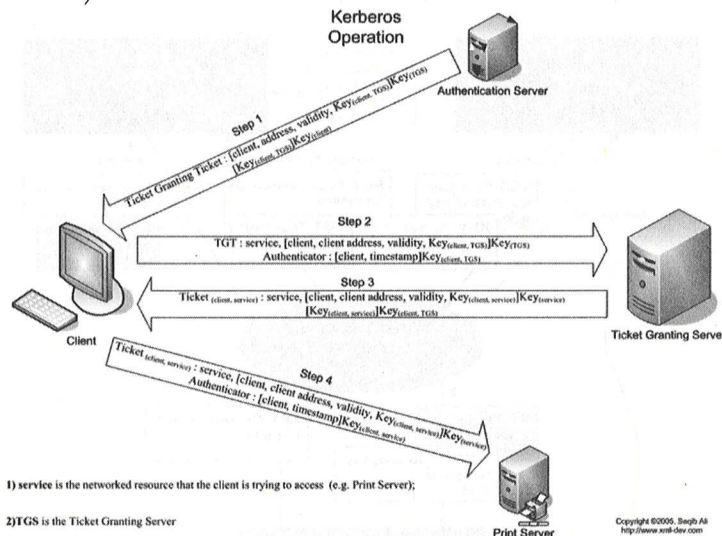 Kerberos
Operation
Authentication Server
Step 1
Ticket Granting Ticket : [client, address, validity, Key(client, TGS)]Key(TGS)
[Key(client, TGS)]Key(client)
Step 2
TGT : service, [client, client address, validity, Key(client, TGS)]Key(TGS)
Authenticator : [client, timestamp]Key(client, TGS)
Step 3
Ticket (client, service) : service, [client, client address, validity, Key(client, service)]Key(service)
[Key(client, service)]Key(client, TGS)
Client
Ticket Granting Serve
Step 4
Ticket (client, service) : service, [client, client address, validity, Key(client, service)]Key(service)
Authenticator : [client, timestamp]Key(client, service)
1) service is the networked resource that the client is trying to access (e.g. Print Server);
2)TGS is the Ticket Granting Server
Print Server
Copyright ©2005, Saqib Ali
http://www.xml-dev.com